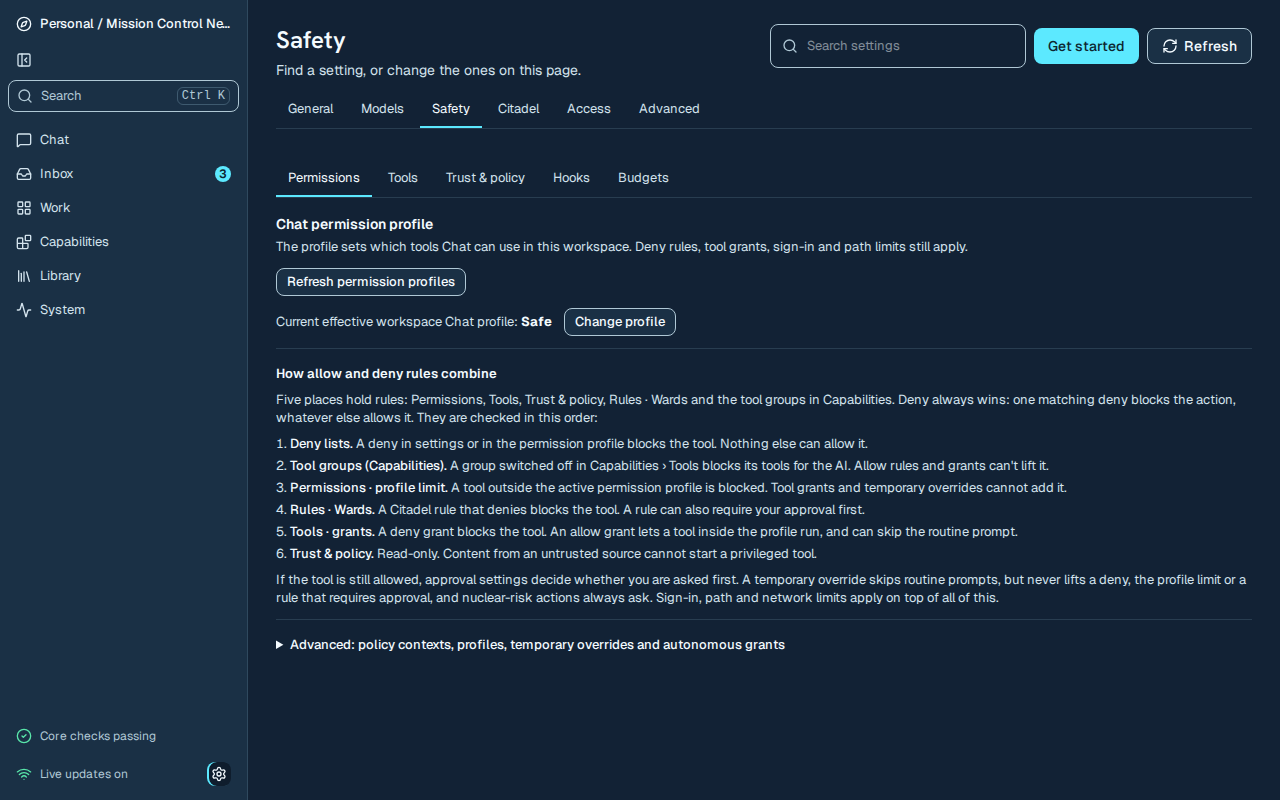 Personal / Mission Control Ne...
Search
Ctrl K
Chat
Inbox
3
Work
Capabilities
Library
System
Core checks passing
Live updates on
Safety
Find a setting, or change the ones on this page.
Search settings
Get started
Refresh
General
Models
Safety
Citadel
Access
Advanced
Permissions
Tools
Trust & policy
Hooks
Budgets
Chat permission profile
The profile sets which tools Chat can use in this workspace. Deny rules, tool grants, sign-in and path limits still apply.
Refresh permission profiles
Current effective workspace Chat profile: Safe
Change profile
How allow and deny rules combine
Five places hold rules: Permissions, Tools, Trust & policy, Rules · Wards and the tool groups in Capabilities. Deny always wins: one matching deny blocks the action,
whatever else allows it. They are checked in this order:
1. Deny lists. A deny in settings or in the permission profile blocks the tool. Nothing else can allow it.
2. Tool groups (Capabilities). A group switched off in Capabilities › Tools blocks its tools for the AI. Allow rules and grants can't lift it.
3. Permissions · profile limit. A tool outside the active permission profile is blocked. Tool grants and temporary overrides cannot add it.
4. Rules · Wards. A Citadel rule that denies blocks the tool. A rule can also require your approval first.
5. Tools · grants. A deny grant blocks the tool. An allow grant lets a tool inside the profile run, and can skip the routine prompt.
6. Trust & policy. Read-only. Content from an untrusted source cannot start a privileged tool.
If the tool is still allowed, approval settings decide whether you are asked first. A temporary override skips routine prompts, but never lifts a deny, the profile limit or a
rule that requires approval, and nuclear-risk actions always ask. Sign-in, path and network limits apply on top of all of this.
Advanced: policy contexts, profiles, temporary overrides and autonomous grants